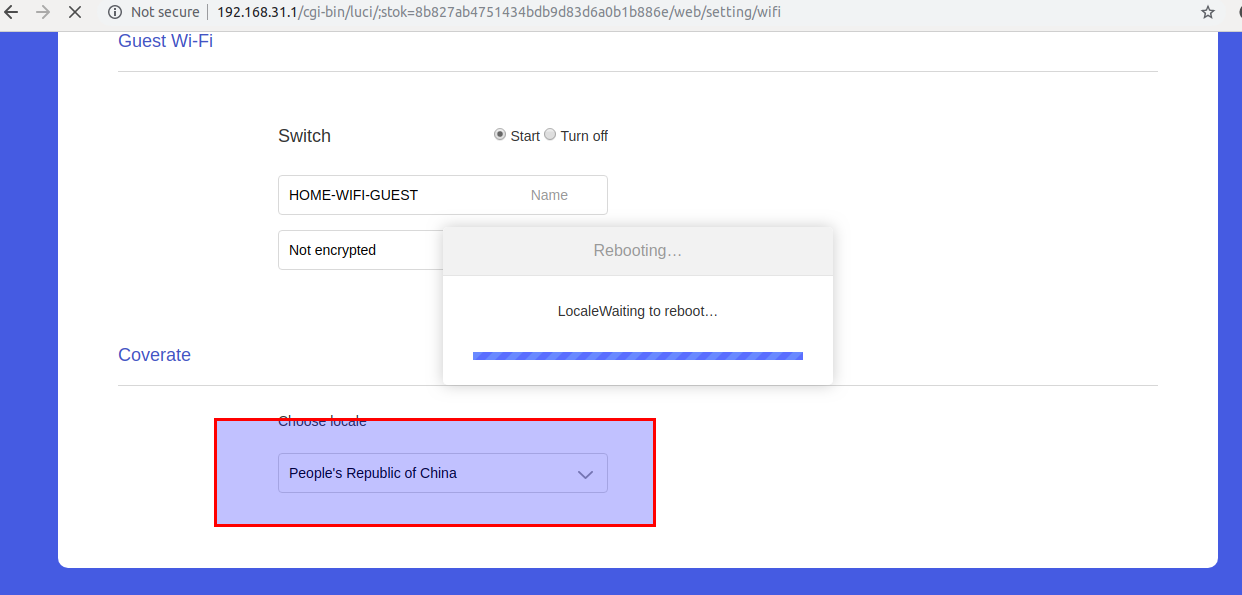 Not secure 192.168.31.1/cgi-bin/luci/;stok=8b827ab4751434bdb9d83d6a0b1b886e/web/setting/wifi
Guest Wi-Fi
Switch Start Turn off
HOME-WIFI-GUEST Name
Not encrypted
Rebooting…
LocaleWaiting to reboot…
Coverate
Choose locale
People's Republic of China